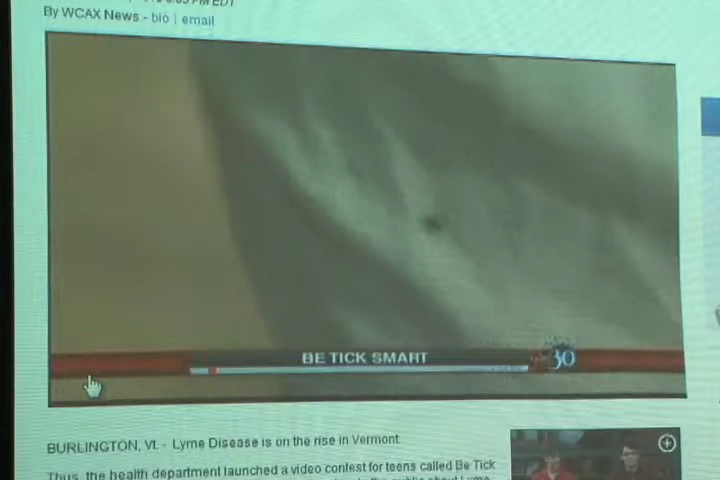 By WCAX News - bio | email
BE TICK SMART
30
BURLINGTON, Vt. - Lyme Disease is on the rise in Vermont.
Thus, the health department launched a video contest for teens called Be Tick